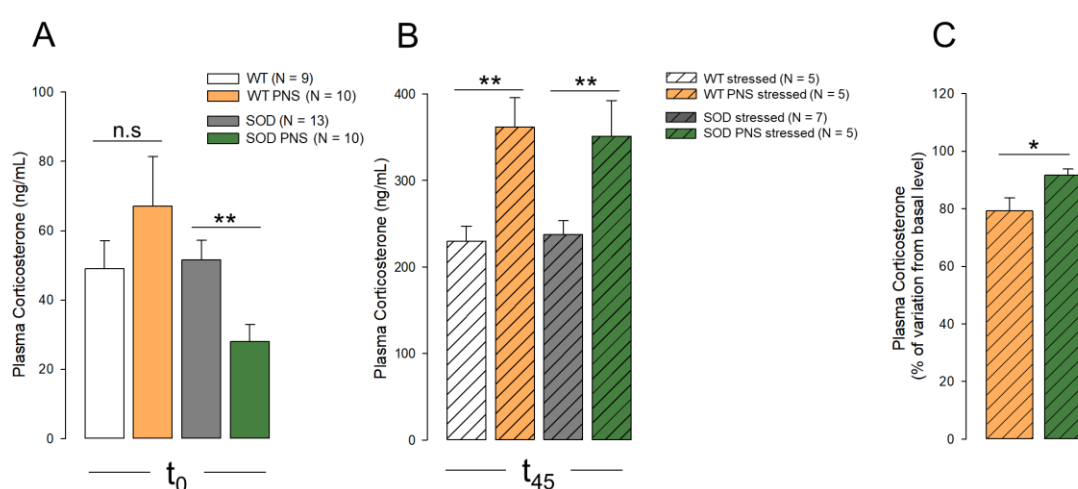 A
WT (N = 9)
WT PNS (N = 10)
SOD (N = 13)
SOD PNS (N = 10)
Plasma Corticosterone (ng/mL)
100
80
60
40
20
0
n.s
**
t0
B
WT stressed (N = 5)
WT PNS stressed (N = 5)
SOD stressed (N = 7)
SOD PNS stressed (N = 5)
Plasma Corticosterone (ng/mL)
400
300
200
100
0
**
**
t45
C
Plasma Corticosterone
(% of variation from basal level)
120
100
80
60
40
20
0
*